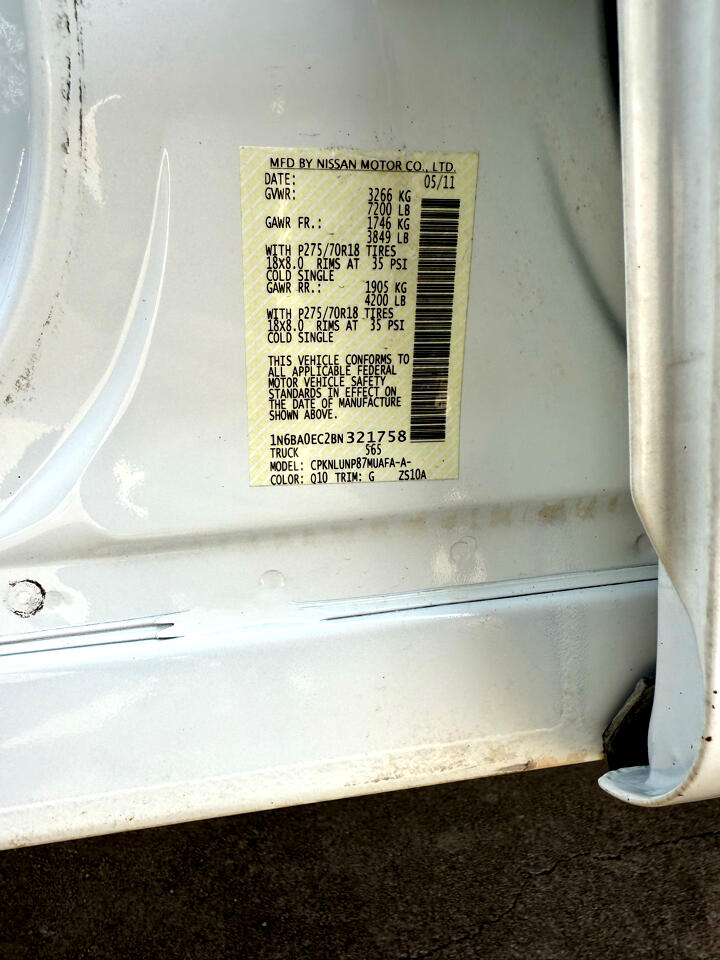 MFD BY NISSAN MOTOR CO., LTD.
DATE: 05/11
GVWR: 3266 KG
7200 LB
GAWR FR.: 1746 KG
3849 LB
WITH P275/70R18 TIRES
18X8.0 RIMS AT 35 PSI
COLD SINGLE
GAWR RR.: 1905 KG
4200 LB
WITH P275/70R18 TIRES
18X8.0 RIMS AT 35 PSI
COLD SINGLE
THIS VEHICLE CONFORMS TO
ALL APPLICABLE FEDERAL
MOTOR VEHICLE SAFETY
STANDARDS IN EFFECT ON
THE DATE OF MANUFACTURE
SHOWN ABOVE.
1N6BA0EC2BN321758
TRUCK 565
MODEL: CPKNLUNP87MUAFA-A-
COLOR: Q10 TRIM: G ZS10A